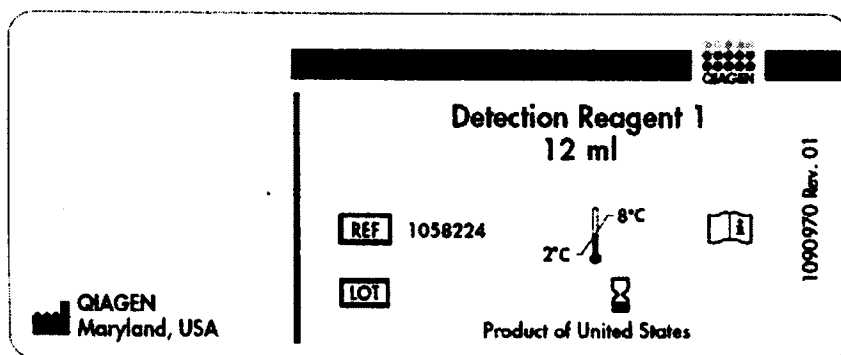 QIAGEN
Detection Reagent 1
12 ml
REF 1058224
2°C
8°C
i
LOT
Product of United States
QIAGEN
Maryland, USA
1090970 Rev. 01